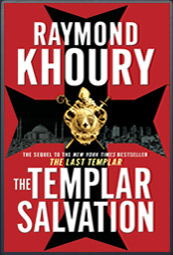 RAYMOND
KHOURY
THE SEQUEL TO THE NEW YORK TIMES BESTSELLER
THE LAST TEMPLAR
THE TEMPLAR
SALVATION